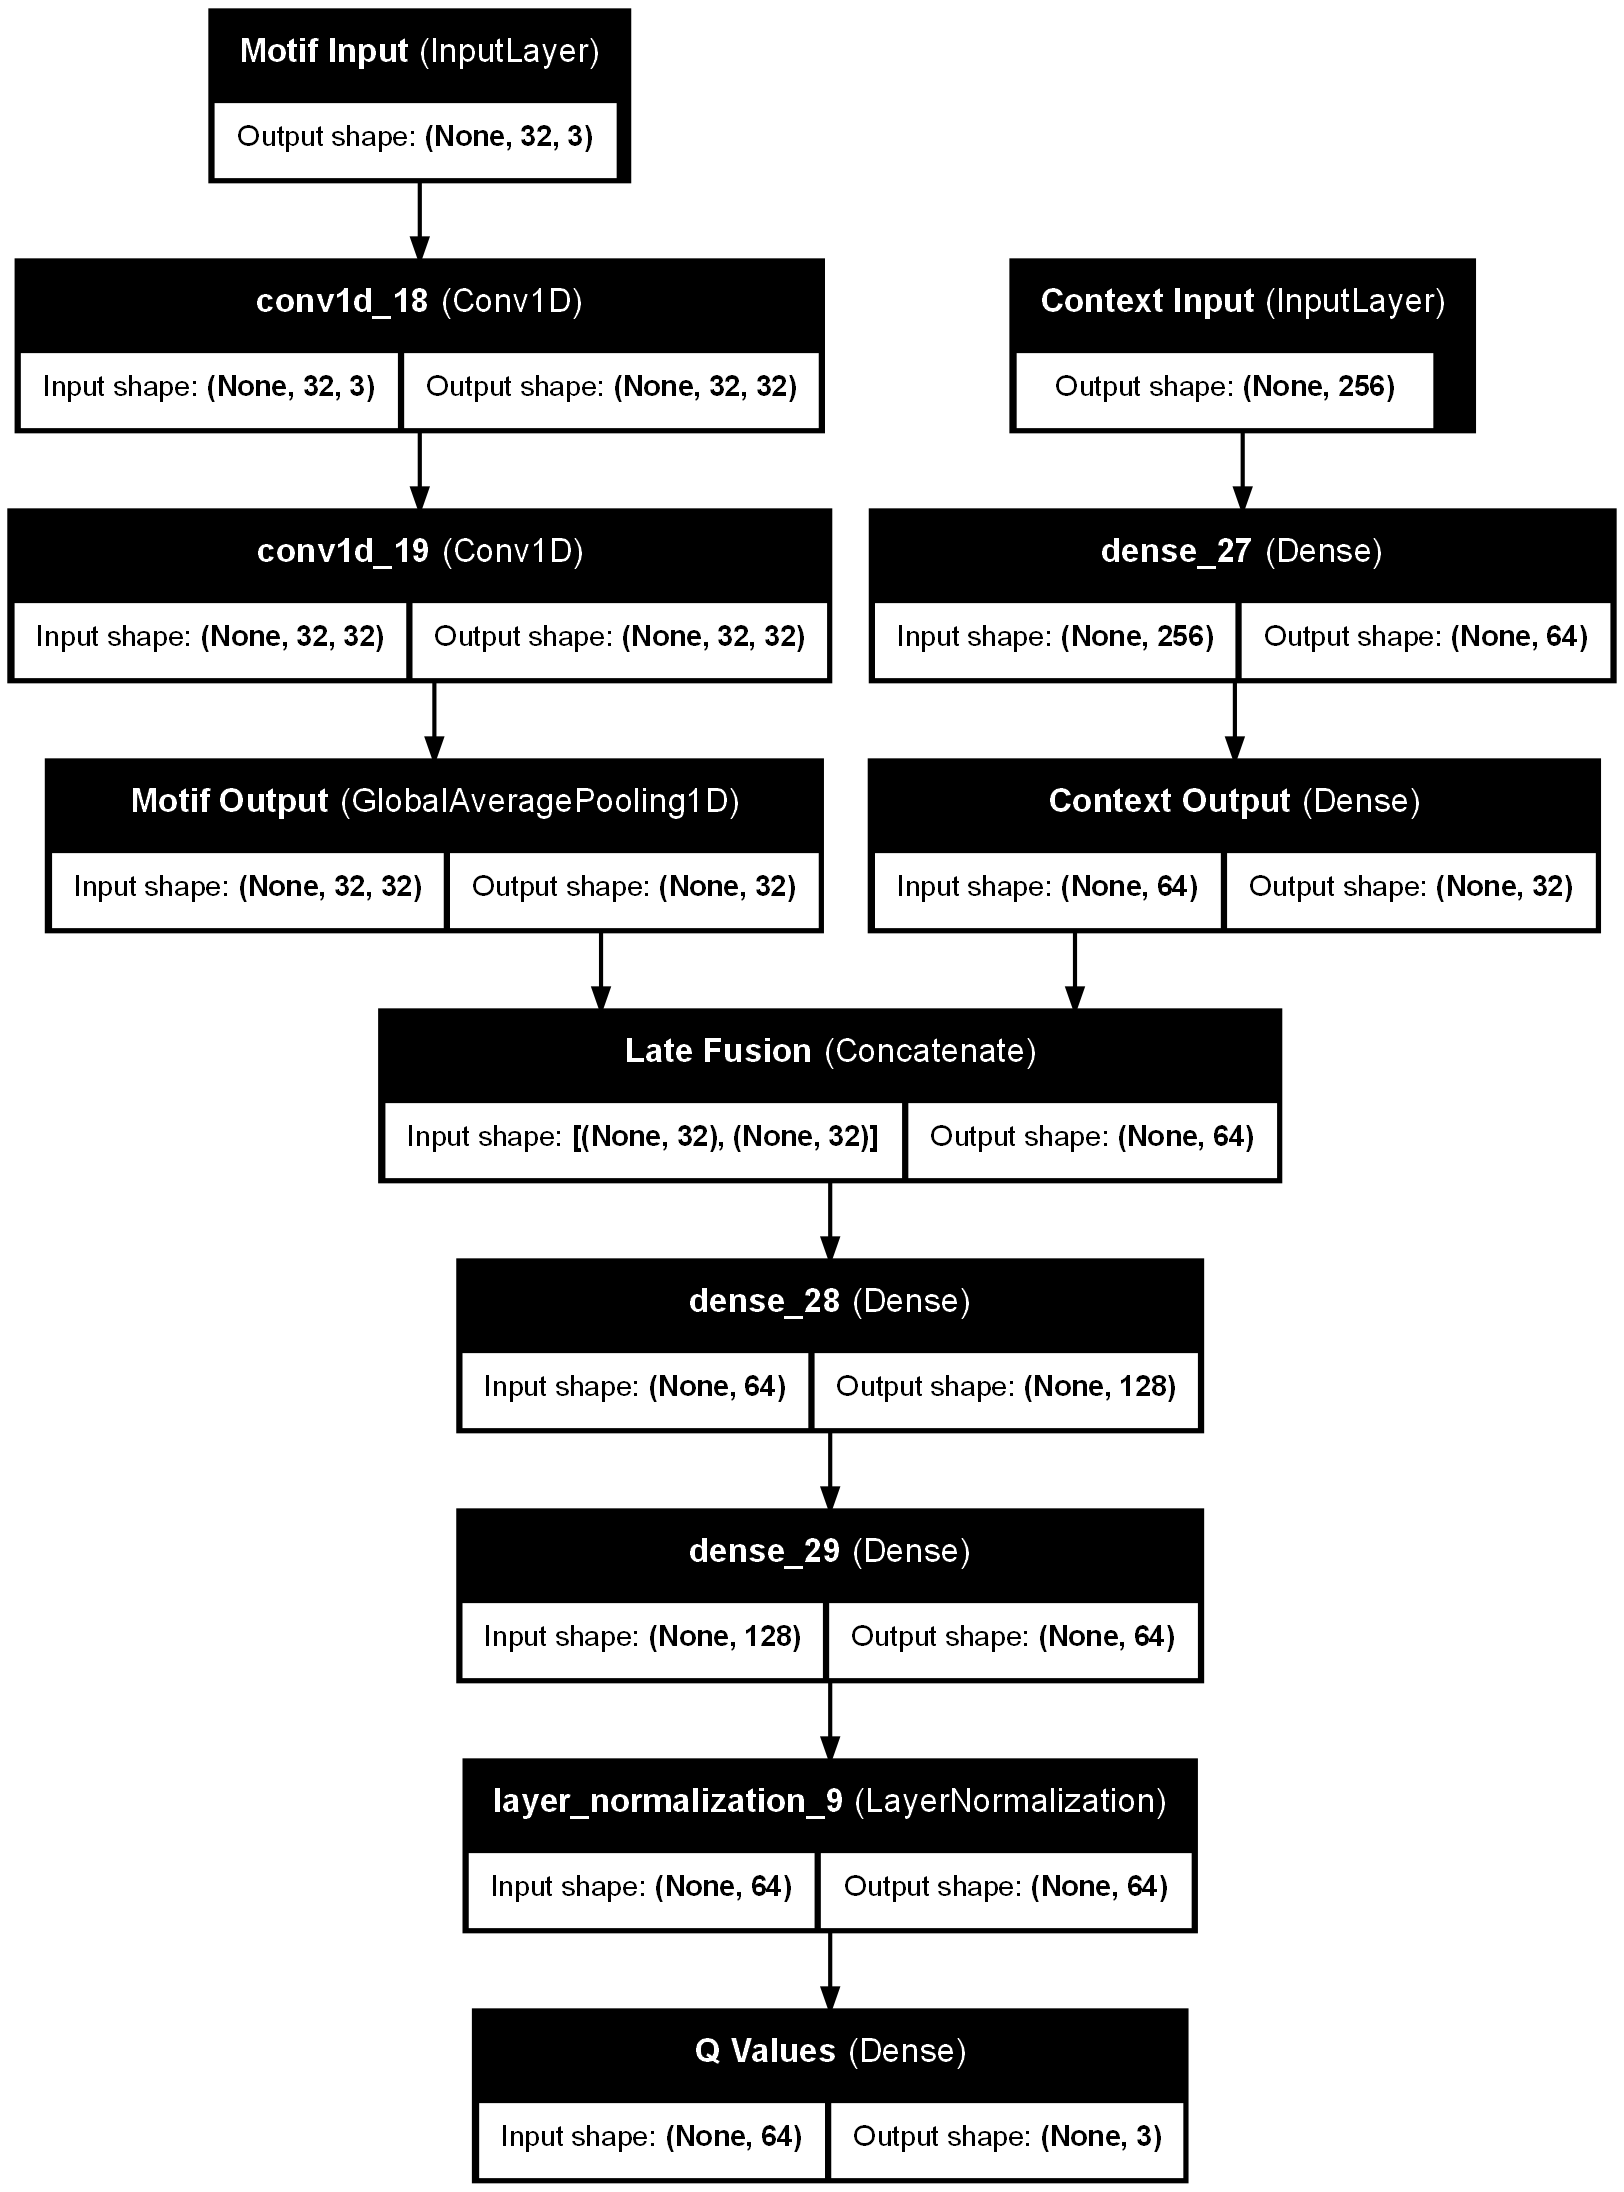 Motif Input (InputLayer)
Output shape: (None, 32, 3)
conv1d_18 (Conv1D)
Input shape: (None, 32, 3) Output shape: (None, 32, 32)
Context Input (InputLayer)
Output shape: (None, 256)
conv1d_19 (Conv1D)
Input shape: (None, 32, 32) Output shape: (None, 32, 32)
dense_27 (Dense)
Input shape: (None, 256) Output shape: (None, 64)
Motif Output (GlobalAveragePooling1D)
Input shape: (None, 32, 32) Output shape: (None, 32)
Context Output (Dense)
Input shape: (None, 64) Output shape: (None, 32)
Late Fusion (Concatenate)
Input shape: [(None, 32), (None, 32)] Output shape: (None, 64)
dense_28 (Dense)
Input shape: (None, 64) Output shape: (None, 128)
dense_29 (Dense)
Input shape: (None, 128) Output shape: (None, 64)
layer_normalization_9 (LayerNormalization)
Input shape: (None, 64) Output shape: (None, 64)
Q Values (Dense)
Input shape: (None, 64) Output shape: (None, 3)